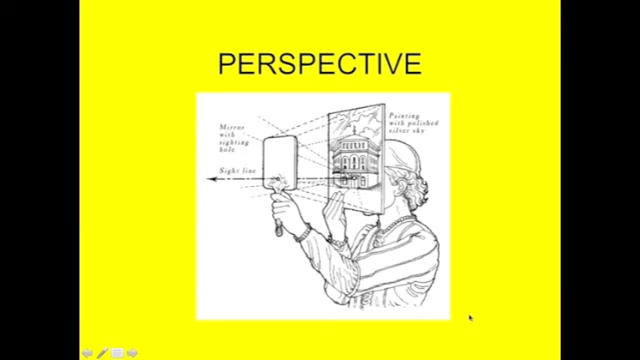 PERSPECTIVE
Mirror
with
sighting
hole
Sight line
Painting
with polished
silver sky